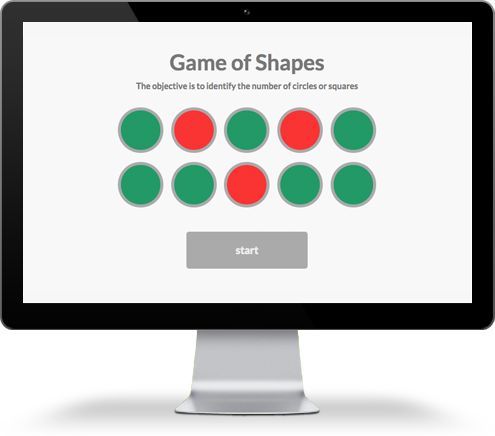 Game of Shapes
The objective is to identify the number of circles or squares
start